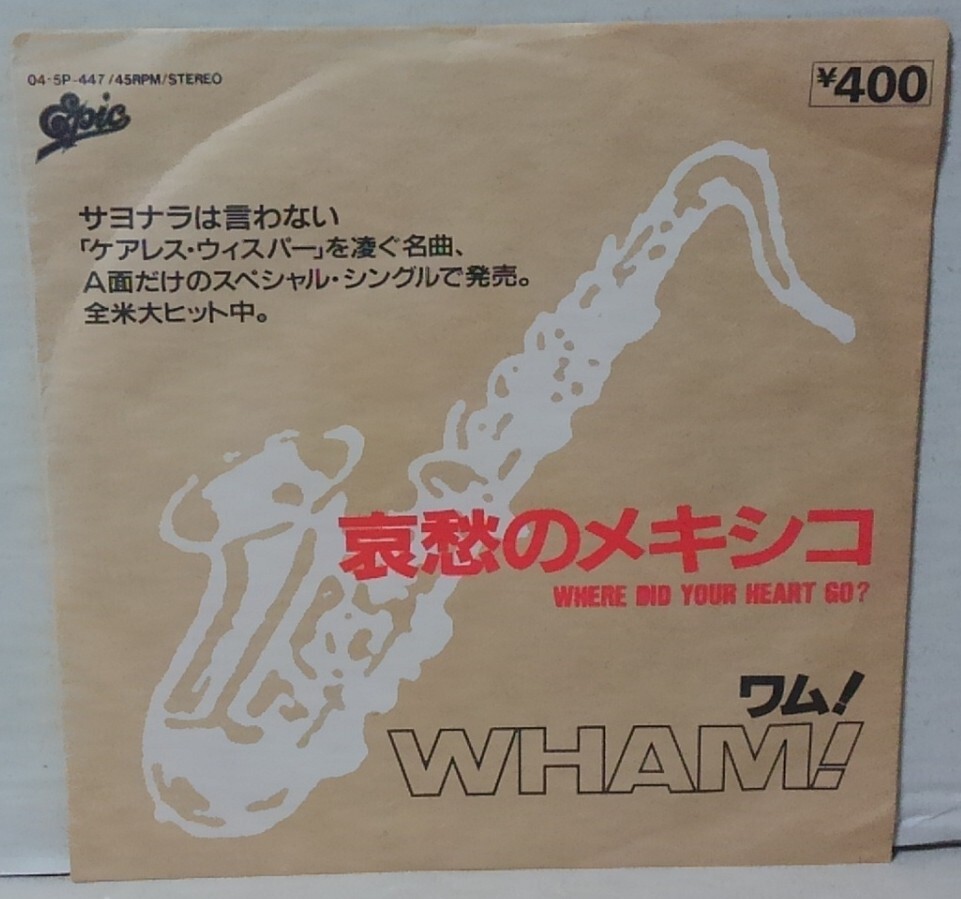 04・5P-447/45RPM/STEREO
¥400
Epic
サヨナラは言わない
「ケアレス・ウィスパー」を凌ぐ名曲、
A面だけのスペシャル・シングルで発売。
全米大ヒット中。
哀愁のメキシコ
WHERE DID YOUR HEART GO?
ワム!
WHAM!